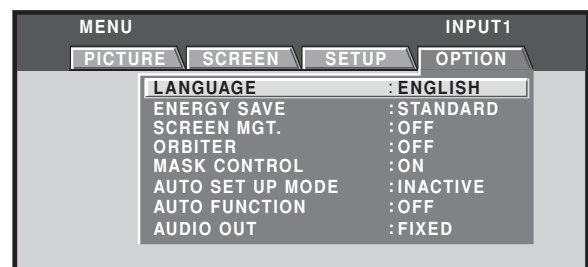 MENU INPUT1
PICTURE SCREEN SETUP OPTION
LANGUAGE : ENGLISH
ENERGY SAVE : STANDARD
SCREEN MGT. : OFF
ORBITER : OFF
MASK CONTROL : ON
AUTO SET UP MODE : INACTIVE
AUTO FUNCTION : OFF
AUDIO OUT : FIXED